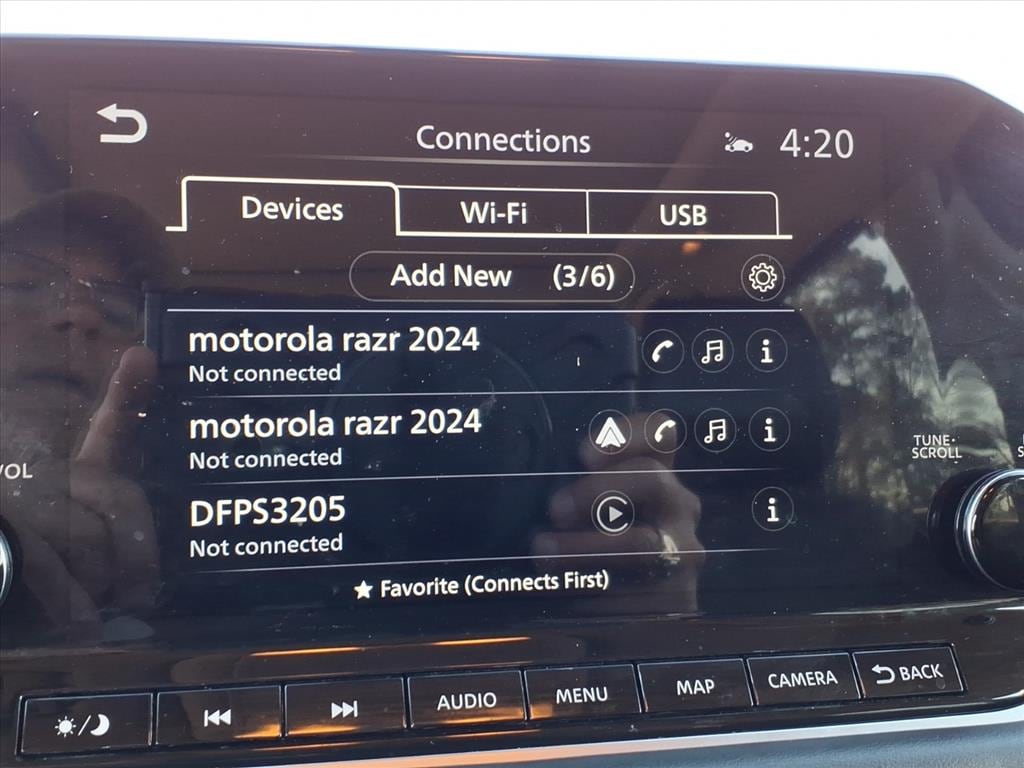 Connections
4:20
Devices
Wi-Fi
USB
Add New (3/6)
motorola razr 2024
Not connected
i
motorola razr 2024
Not connected
i
DFPS3205
Not connected
i
★ Favorite (Connects First)
VOL
TUNE·
SCROLL
AUDIO
MENU
MAP
CAMERA
BACK